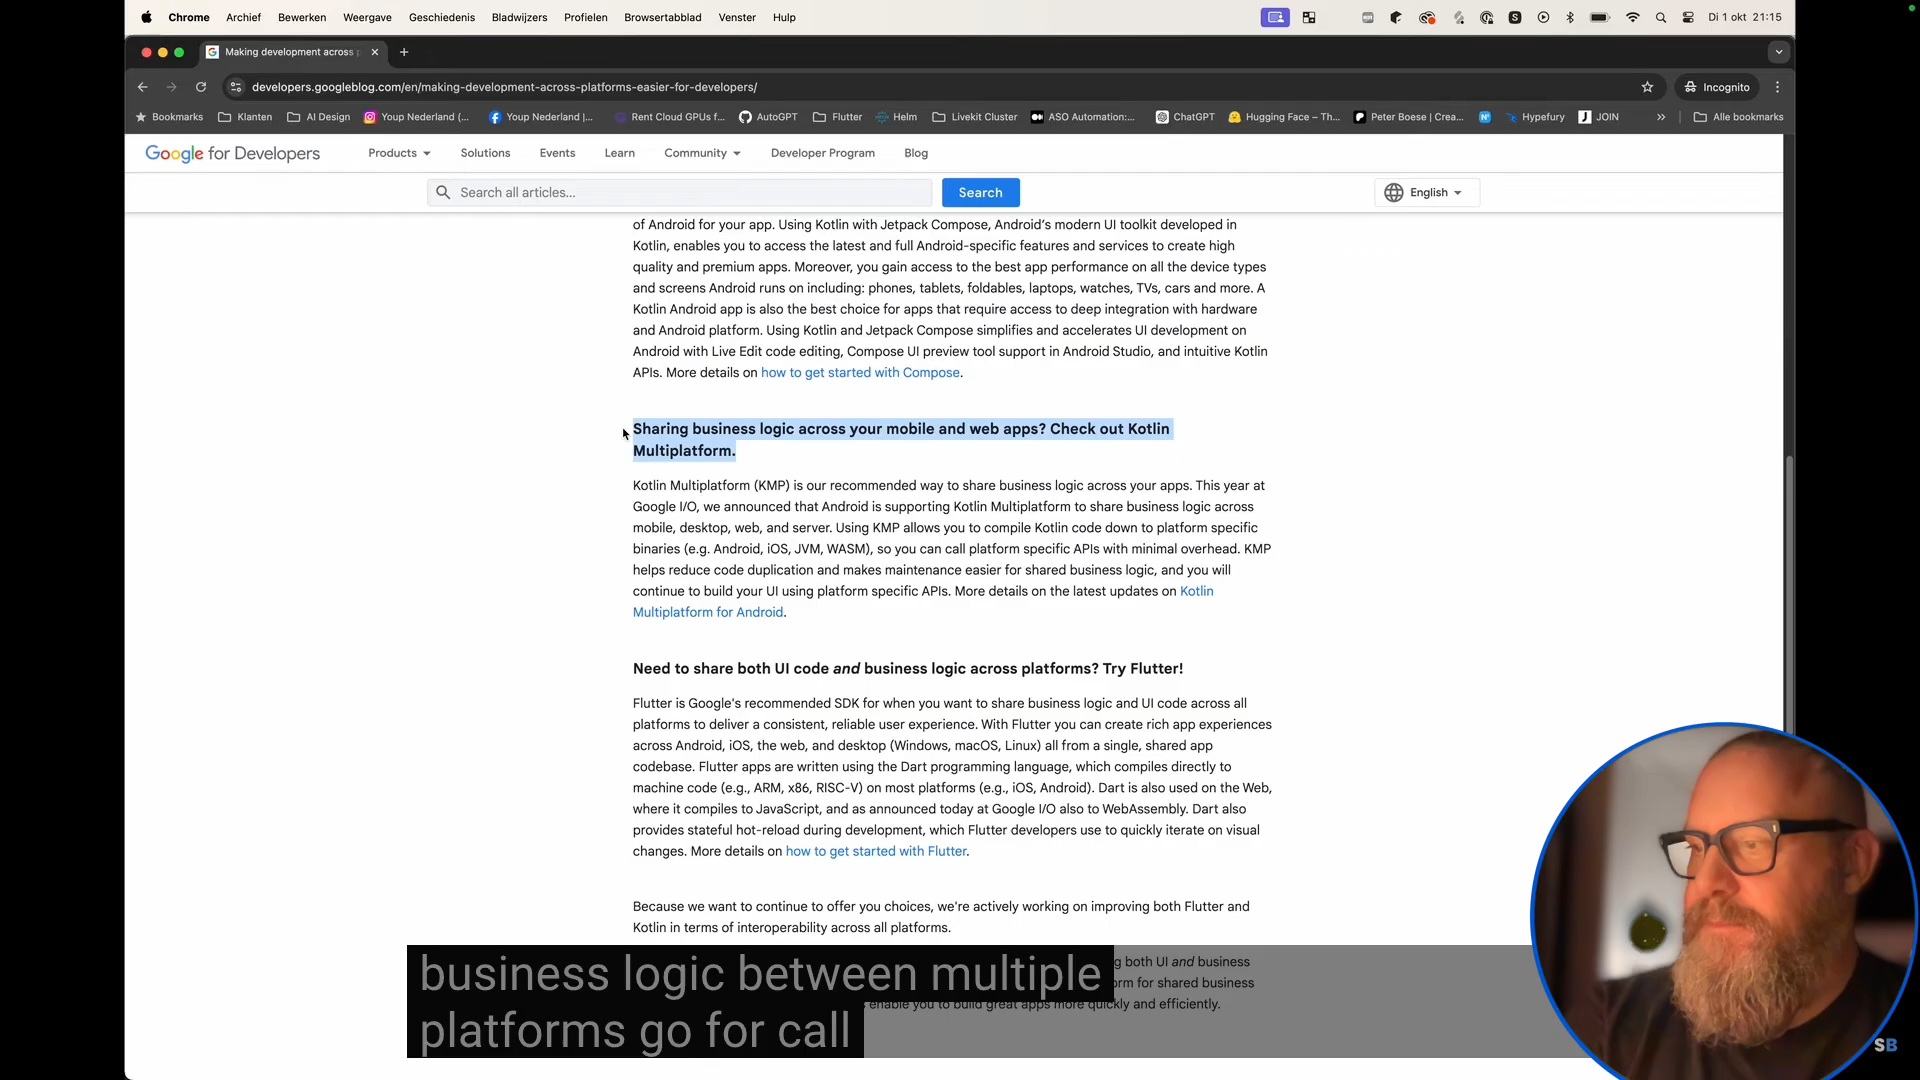 Chrome Archief Bewerken Weergave Geschiedenis Bladwijzers Profielen Browsertabblad Venster Help Di 1 okt 21:15
Making development across
developers.googleblog.com/en/making-development-across-platforms-easier-for-developers/ Incognito
Bookmarks Klanten AI Design Youp Nederland (... Youp Nederland |... Rent Cloud GPUs f... AutoGPT Flutter Helm Livekit Cluster ASO Automation:... ChatGPT Hugging Face – Th... Peter Boese | Crea... Hypefury JOIN Alle bookmarks
Google for Developers Products Solutions Events Learn Community Developer Program Blog
Search all articles... Search English
of Android for your app. Using Kotlin with Jetpack Compose, Android's modern UI toolkit developed in
Kotlin, enables you to access the latest and full Android-specific features and services to create high
quality and premium apps. Moreover, you gain access to the best app performance on all the device types
and screens Android runs on including: phones, tablets, foldables, laptops, watches, TVs, cars and more. A
Kotlin Android app is also the best choice for apps that require access to deep integration with hardware
and Android platform. Using Kotlin and Jetpack Compose simplifies and accelerates UI development on
Android with Live Edit code editing, Compose UI preview tool support in Android Studio, and intuitive Kotlin
APIs. More details on how to get started with Compose.
Sharing business logic across your mobile and web apps? Check out Kotlin
Multiplatform.
Kotlin Multiplatform (KMP) is our recommended way to share business logic across your apps. This year at
Google I/O, we announced that Android is supporting Kotlin Multiplatform to share business logic across
mobile, desktop, web, and server. Using KMP allows you to compile Kotlin code down to platform specific
binaries (e.g. Android, iOS, JVM, WASM), so you can call platform specific APIs with minimal overhead. KMP
helps reduce code duplication and makes maintenance easier for shared business logic, and you will
continue to build your UI using platform specific APIs. More details on the latest updates on Kotlin
Multiplatform for Android.
Need to share both UI code and business logic across platforms? Try Flutter!
Flutter is Google's recommended SDK for when you want to share business logic and UI code across all
platforms to deliver a consistent, reliable user experience. With Flutter you can create rich app experiences
across Android, iOS, the web, and desktop (Windows, macOS, Linux) all from a single, shared app
codebase. Flutter apps are written using the Dart programming language, which compiles directly to
machine code (e.g., ARM, x86, RISC-V) on most platforms (e.g., iOS, Android). Dart is also used on the Web,
where it compiles to JavaScript, and as announced today at Google I/O also to WebAssembly. Dart also
provides stateful hot-reload during development, which Flutter developers use to quickly iterate on visual
changes. More details on how to get started with Flutter.
Because we want to continue to offer you choices, we're actively working on improving both Flutter and
Kotlin in terms of interoperability across all platforms.
both UI and business
for shared business
enable you to build great apps more quickly and efficiently.
business logic between multiple
platforms go for call
SB